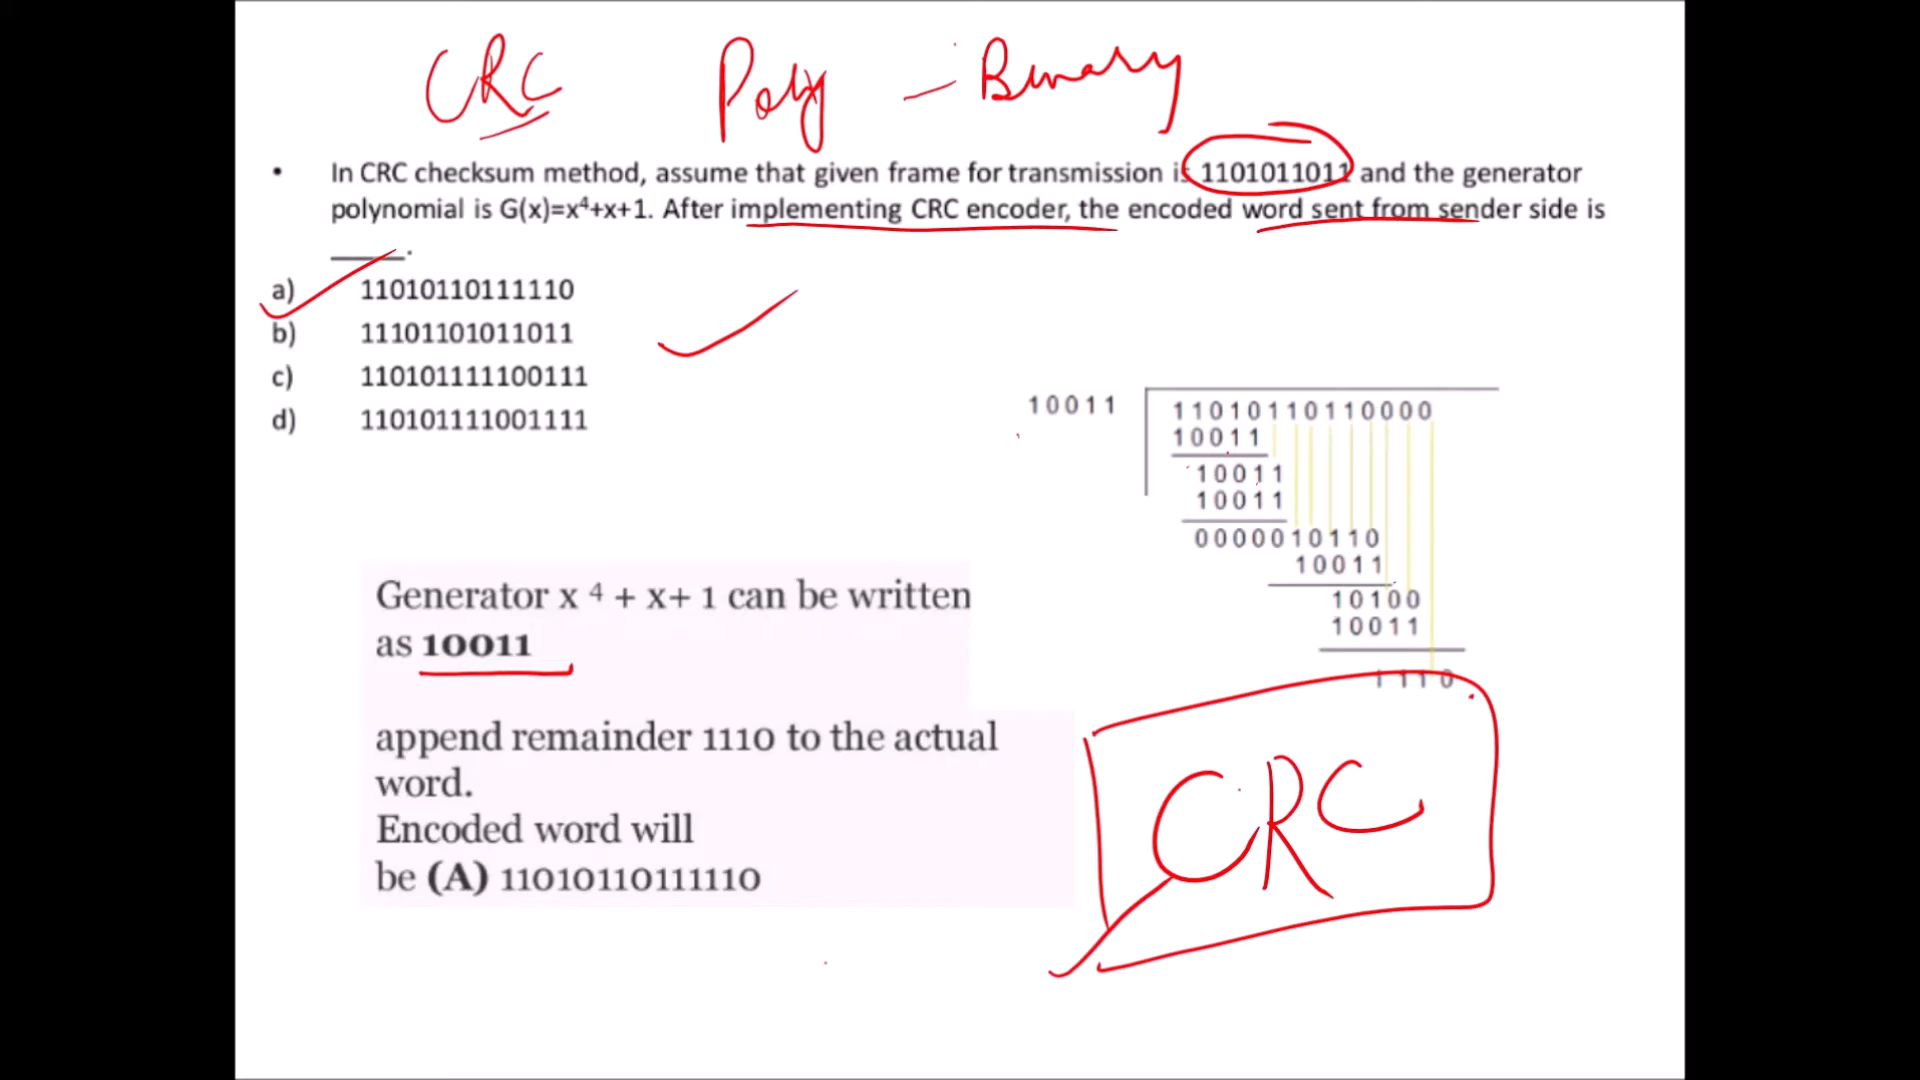 CRC Poly - Binary
• In CRC checksum method, assume that given frame for transmission is 1101011011 and the generator
polynomial is G(x)=x⁴+x+1. After implementing CRC encoder, the encoded word sent from sender side is
_____.
a) 11010110111110
b) 11101101011011
c) 110101111100111
d) 110101111001111
10011 11010110110000
10011
10011
10011
0000010110
10011
10100
10011
1110
Generator x ⁴ + x+ 1 can be written
as 10011
append remainder 1110 to the actual
word.
Encoded word will
be (A) 11010110111110
CRC